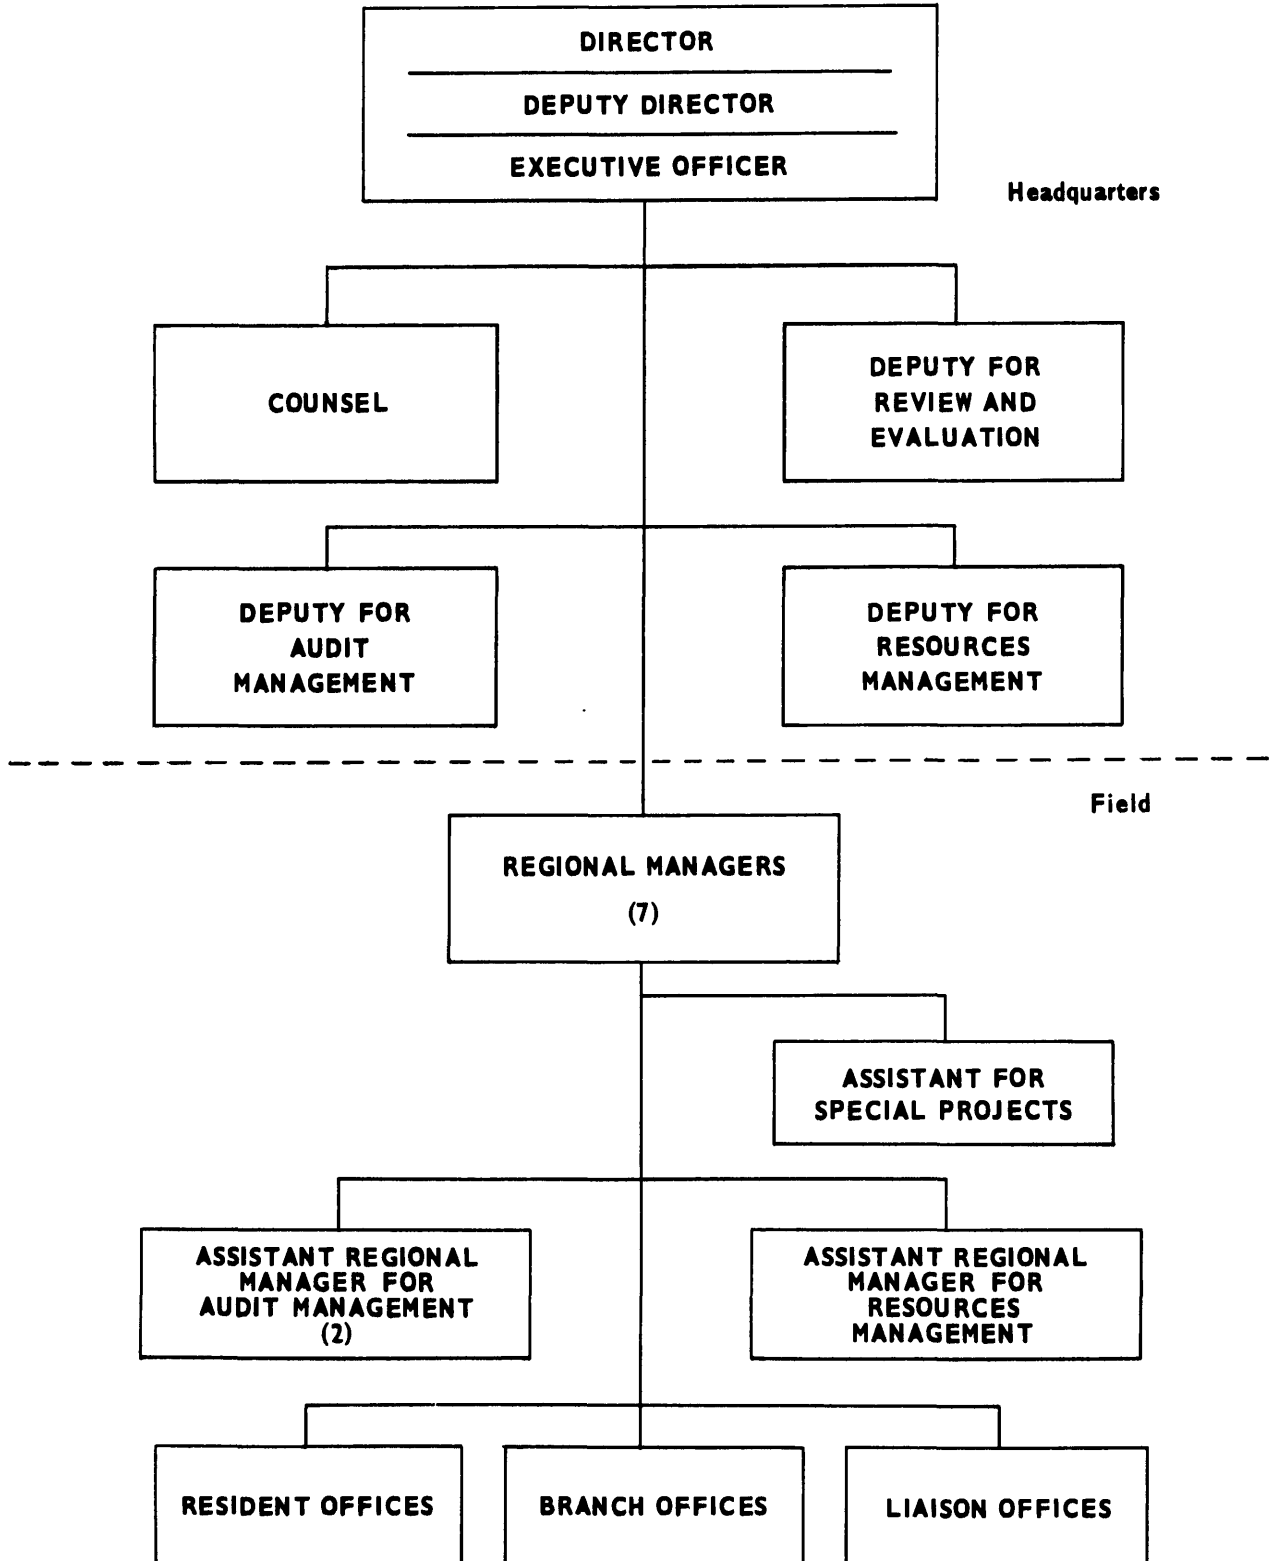 DIRECTOR
DEPUTY DIRECTOR
EXECUTIVE OFFICER
Headquarters
COUNSEL
DEPUTY FOR
REVIEW AND
EVALUATION
DEPUTY FOR
AUDIT
MANAGEMENT
DEPUTY FOR
RESOURCES
MANAGEMENT
Field
REGIONAL MANAGERS
(7)
ASSISTANT FOR
SPECIAL PROJECTS
ASSISTANT REGIONAL
MANAGER FOR
AUDIT MANAGEMENT
(2)
ASSISTANT REGIONAL
MANAGER FOR
RESOURCES
MANAGEMENT
RESIDENT OFFICES
BRANCH OFFICES
LIAISON OFFICES